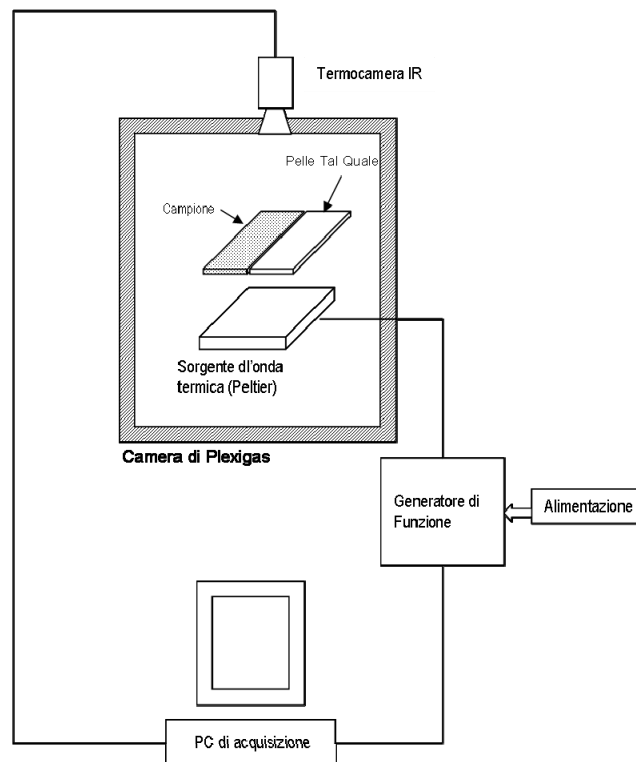 Termocamera IR
Pelle Tal Quale
Campione
Sorgente dl'onda
termica (Peltier)
Camera di Plexigas
Generatore di
Funzione
Alimentazione
PC di acquisizione